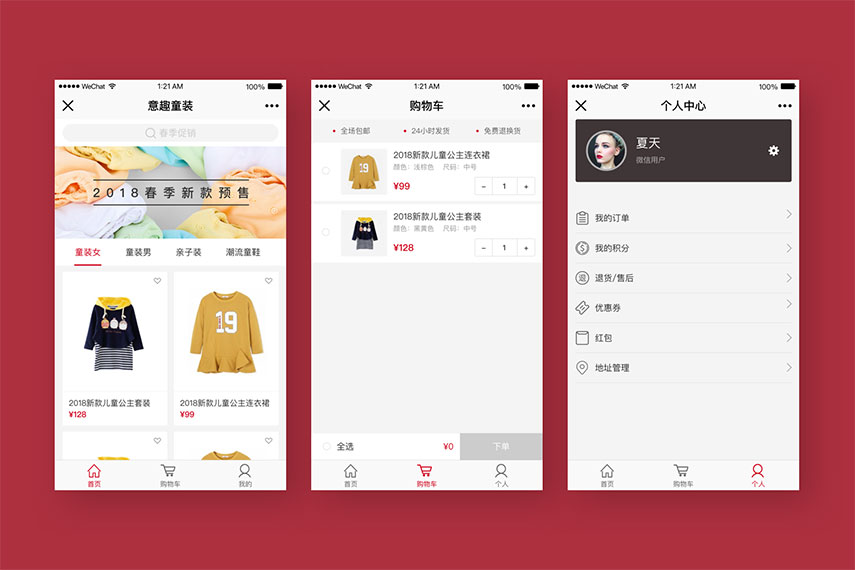 WeChat 1:21 AM 100%
意趣童装
春季促销
2018春季新款预售
童装女 童装男 亲子装 潮流童鞋
19
2018新款儿童公主套装 2018新款儿童公主连衣裙
¥128 ¥99
首页 购物车 我的
WeChat 1:21 AM 100%
购物车
全场包邮 24小时发货 免费退换货
19
2018新款儿童公主连衣裙
颜色：浅棕色 尺码：中号
¥99 - 1 +
2018新款儿童公主套装
颜色：黑黄色 尺码：中号
¥128 - 1 +
全选 ¥0 下单
首页 购物车 个人
WeChat 1:21 AM 100%
个人中心
夏天
微信用户
我的订单
我的积分
退货/售后
优惠券
红包
地址管理
首页 购物车 个人